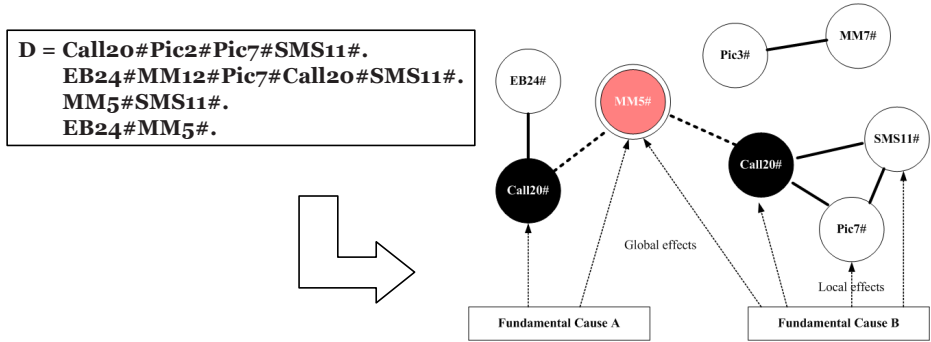 D = Call20#Pic2#Pic7#SMS11#.
EB24#MM12#Pic7#Call20#SMS11#.
MM5#SMS11#.
EB24#MM5#.
Pic3#
MM7#
EB24#
MM5#
SMS11#
Call20#
Call20#
Pic7#
Global effects
Local effects
Fundamental Cause A
Fundamental Cause B